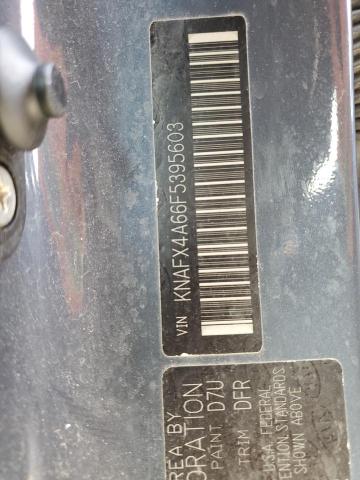 VIN KNAFX4A66F5395603
REA BY
ORATION
PAINT D7U
TRIM DFR
U.S.A. FEDERAL
ENTION STANDARDS
SHOWN ABOVE